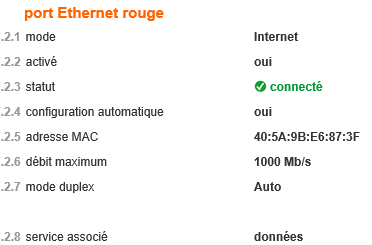 port Ethernet rouge
.2.1 mode Internet
.2.2 activé oui
.2.3 statut connecté
.2.4 configuration automatique oui
.2.5 adresse MAC 40:5A:9B:E6:87:3F
.2.6 débit maximum 1000 Mb/s
.2.7 mode duplex Auto
.2.8 service associé données